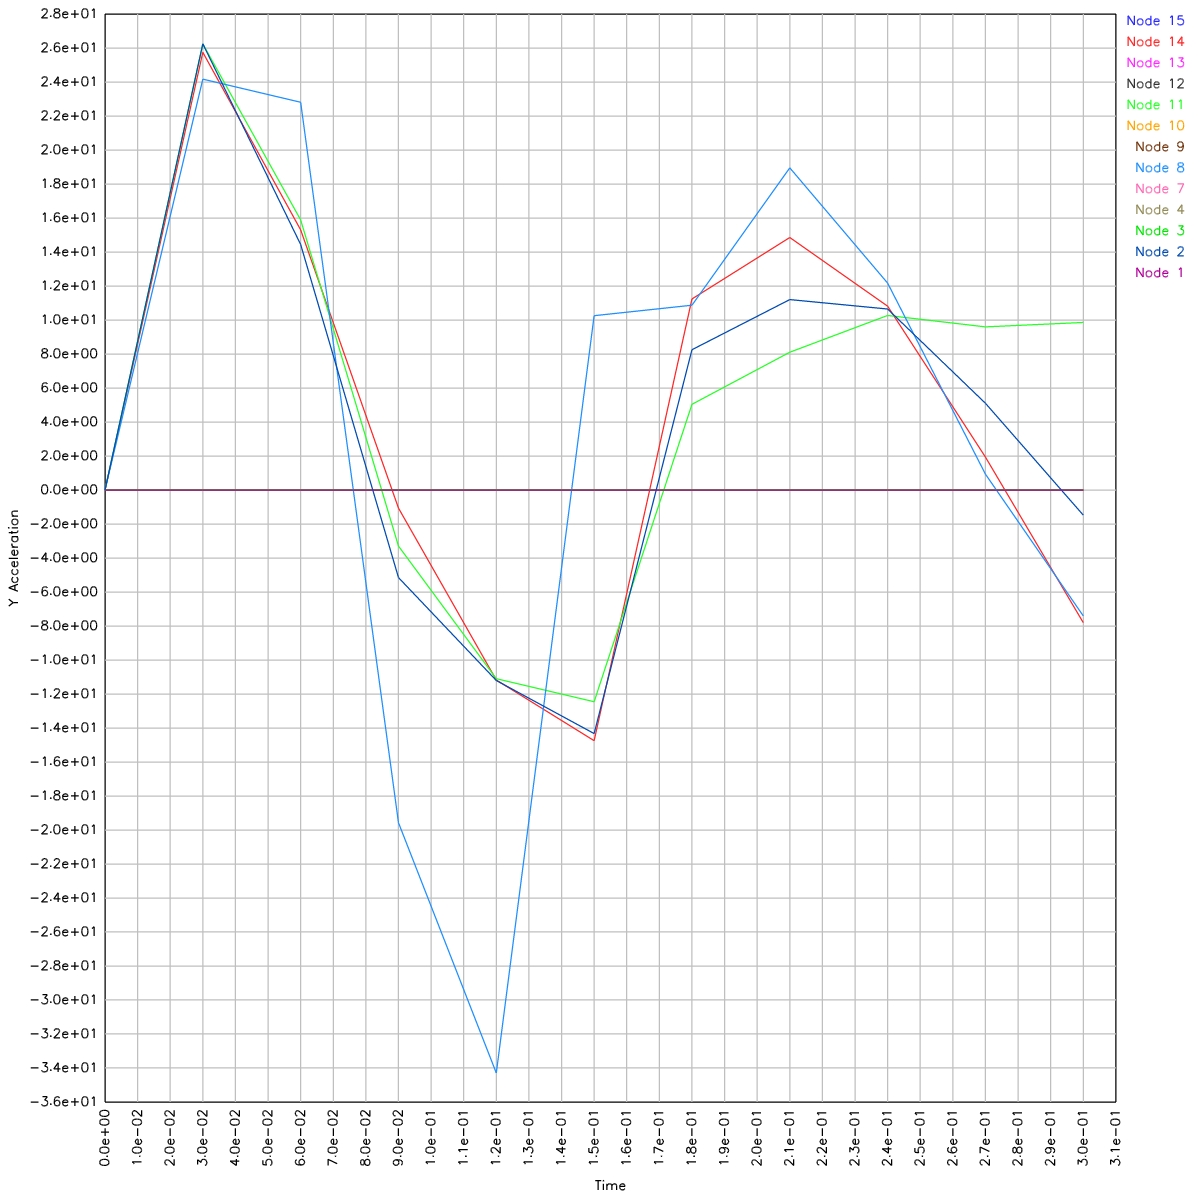 2.8e+01
2.6e+01
2.4e+01
2.2e+01
2.0e+01
1.8e+01
1.6e+01
1.4e+01
1.2e+01
1.0e+01
8.0e+00
6.0e+00
4.0e+00
2.0e+00
0.0e+00
−2.0e+00
−4.0e+00
−6.0e+00
−8.0e+00
−1.0e+01
−1.2e+01
−1.4e+01
−1.6e+01
−1.8e+01
−2.0e+01
−2.2e+01
−2.4e+01
−2.6e+01
−2.8e+01
−3.0e+01
−3.2e+01
−3.4e+01
−3.6e+01
Y Acceleration
0.0e+00
1.0e−02
2.0e−02
3.0e−02
4.0e−02
5.0e−02
6.0e−02
7.0e−02
8.0e−02
9.0e−02
1.0e−01
1.1e−01
1.2e−01
1.3e−01
1.4e−01
1.5e−01
1.6e−01
1.7e−01
1.8e−01
1.9e−01
2.0e−01
2.1e−01
2.2e−01
2.3e−01
2.4e−01
2.5e−01
2.6e−01
2.7e−01
2.8e−01
2.9e−01
3.0e−01
3.1e−01
Time
Node 15
Node 14
Node 13
Node 12
Node 11
Node 10
Node 9
Node 8
Node 7
Node 4
Node 3
Node 2
Node 1